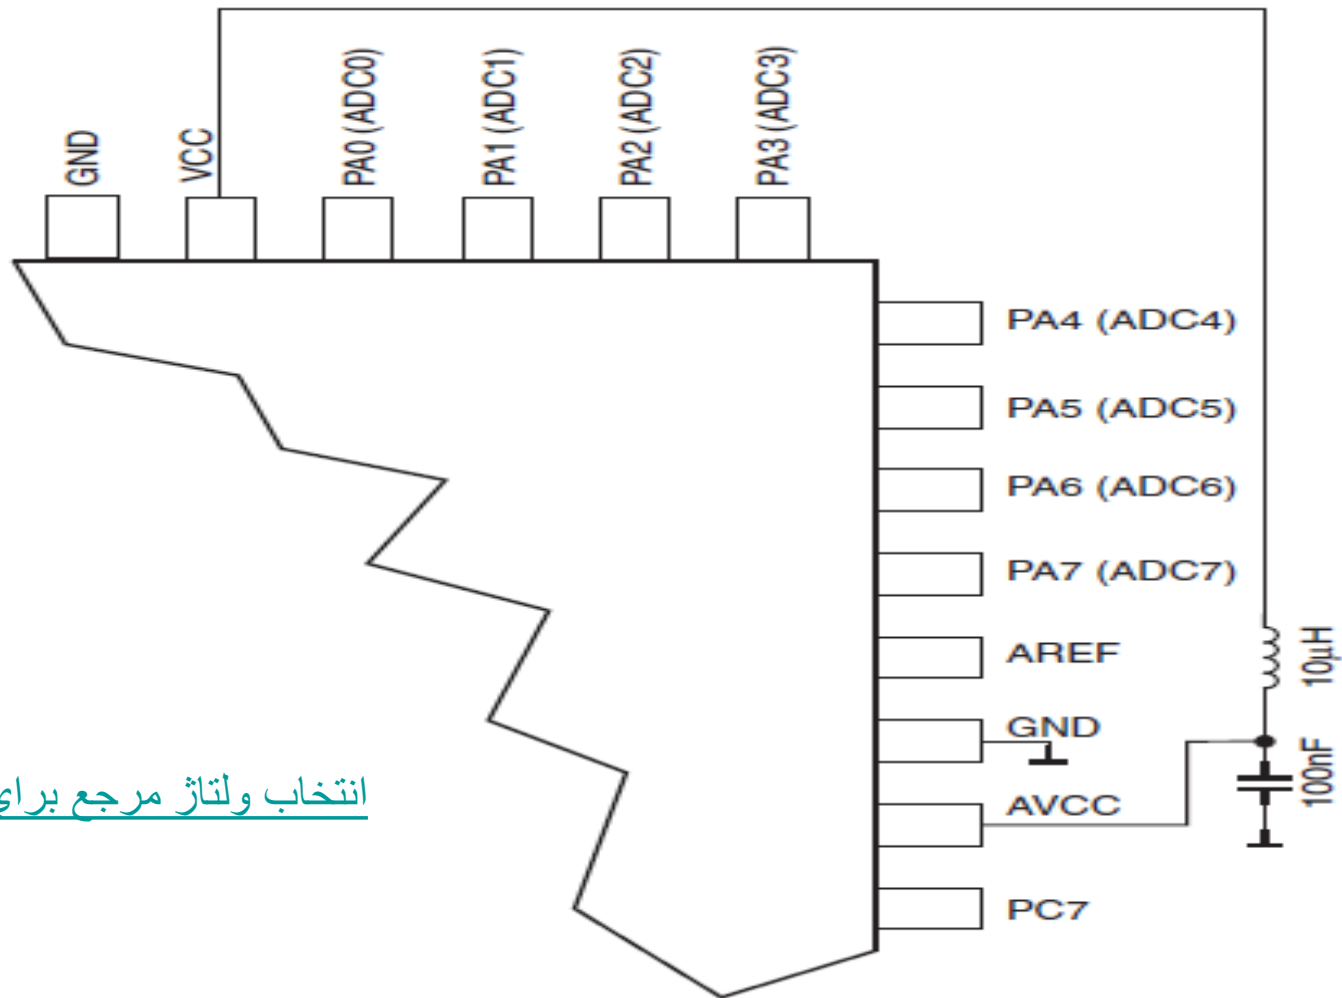 GND
VCC
PA0 (ADC0)
PA1 (ADC1)
PA2 (ADC2)
PA3 (ADC3)
PA4 (ADC4)
PA5 (ADC5)
PA6 (ADC6)
PA7 (ADC7)
AREF
GND
AVCC
PC7
10μH
100nF
انتخاب ولتاژ مرجع برای